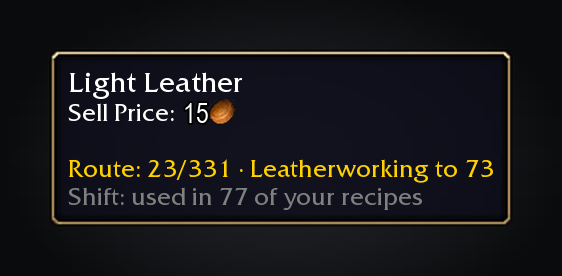 Light Leather
Sell Price: 15
Route: 23/331 · Leatherworking to 73
Shift: used in 77 of your recipes